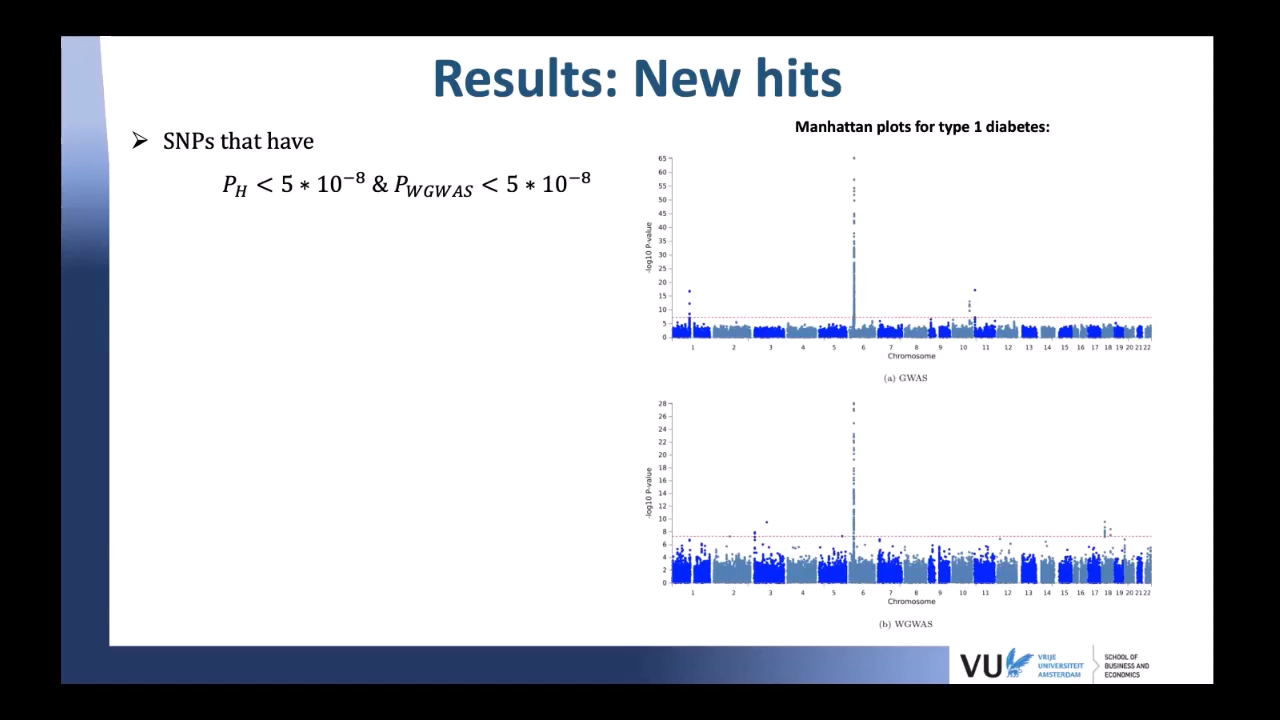 Results: New hits
➢ SNPs that have
P_H < 5 ∗ 10^−8 & P_WGWAS < 5 ∗ 10^−8
Manhattan plots for type 1 diabetes:
-log10 P-value
65
60
55
50
45
40
35
30
25
20
15
10
5
0
1 2 3 4 5 6 7 8 9 10 11 12 13 14 15 16 17 18 19 20 21 22
Chromosome
(a) GWAS
-log10 P-value
28
26
24
22
20
18
16
14
12
10
8
6
4
2
0
1 2 3 4 5 6 7 8 9 10 11 12 13 14 15 16 17 18 19 20 21 22
Chromosome
(b) WGWAS
VU
VRIJE
UNIVERSITEIT
AMSTERDAM
SCHOOL OF
BUSINESS AND
ECONOMICS